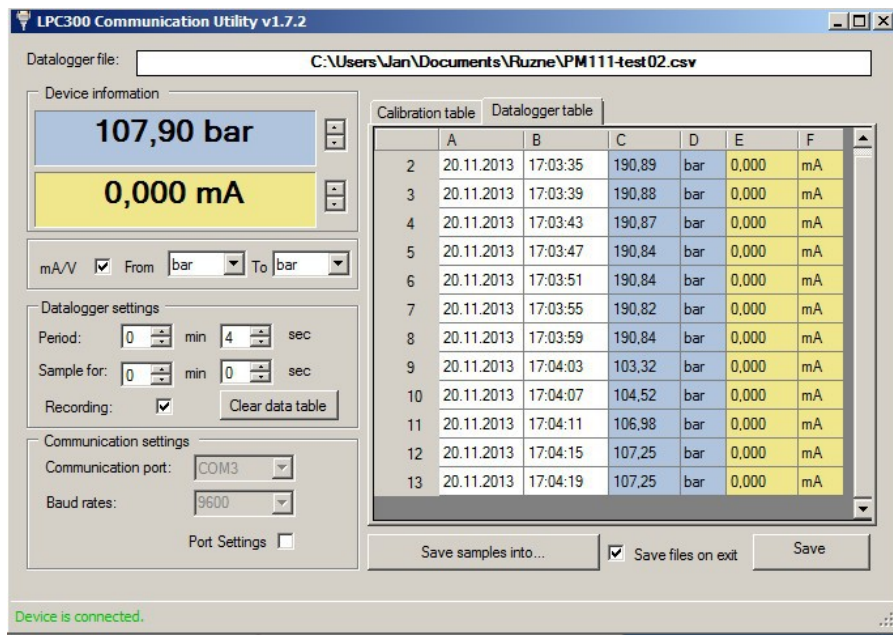 LPC300 Communication Utility v1.7.2
Datalogger file: C:\Users\Jan\Documents\Ruzne\PM111-test02.csv
Device information
107,90 bar
0,000 mA
mA/V From bar To bar
Datalogger settings
Period: 0 min 4 sec
Sample for: 0 min 0 sec
Recording: Clear data table
Communication settings
Communication port: COM3
Baud rates: 9600
Port Settings
Calibration table Datalogger table
A B C D E F
2 20.11.2013 17:03:35 190,89 bar 0,000 mA
3 20.11.2013 17:03:39 190,88 bar 0,000 mA
4 20.11.2013 17:03:43 190,87 bar 0,000 mA
5 20.11.2013 17:03:47 190,84 bar 0,000 mA
6 20.11.2013 17:03:51 190,84 bar 0,000 mA
7 20.11.2013 17:03:55 190,82 bar 0,000 mA
8 20.11.2013 17:03:59 190,84 bar 0,000 mA
9 20.11.2013 17:04:03 103,32 bar 0,000 mA
10 20.11.2013 17:04:07 104,52 bar 0,000 mA
11 20.11.2013 17:04:11 106,98 bar 0,000 mA
12 20.11.2013 17:04:15 107,25 bar 0,000 mA
13 20.11.2013 17:04:19 107,25 bar 0,000 mA
Save samples into... Save files on exit Save
Device is connected.